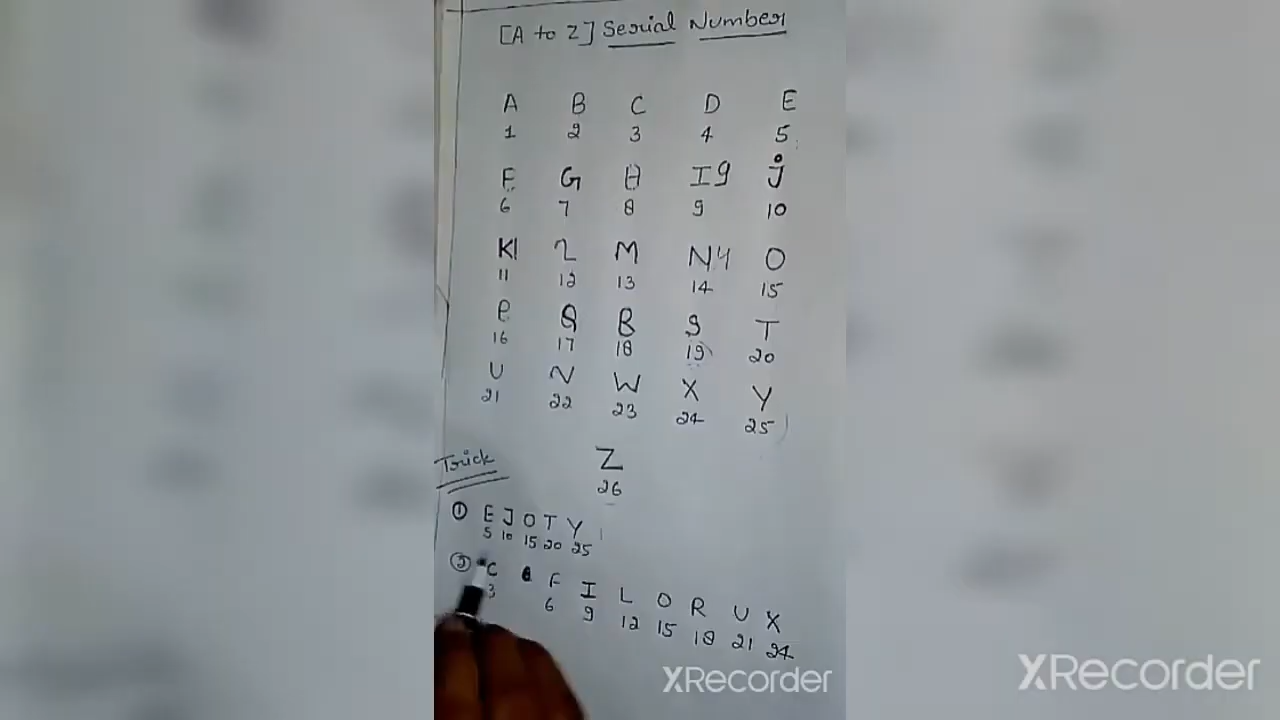 [A to Z] Serial Number
A B C D E
1 2 3 4 5
F G H I 9 J
6 7 8 9 10
K L M N O
11 12 13 14 15
P Q R S T
16 17 18 19 20
U V W X Y
21 22 23 24 25
Z
26
Trick
① E J O T Y
5 10 15 20 25
② C F I L O R U X
3 6 9 12 15 18 21 24
XRecorder
XRecorder